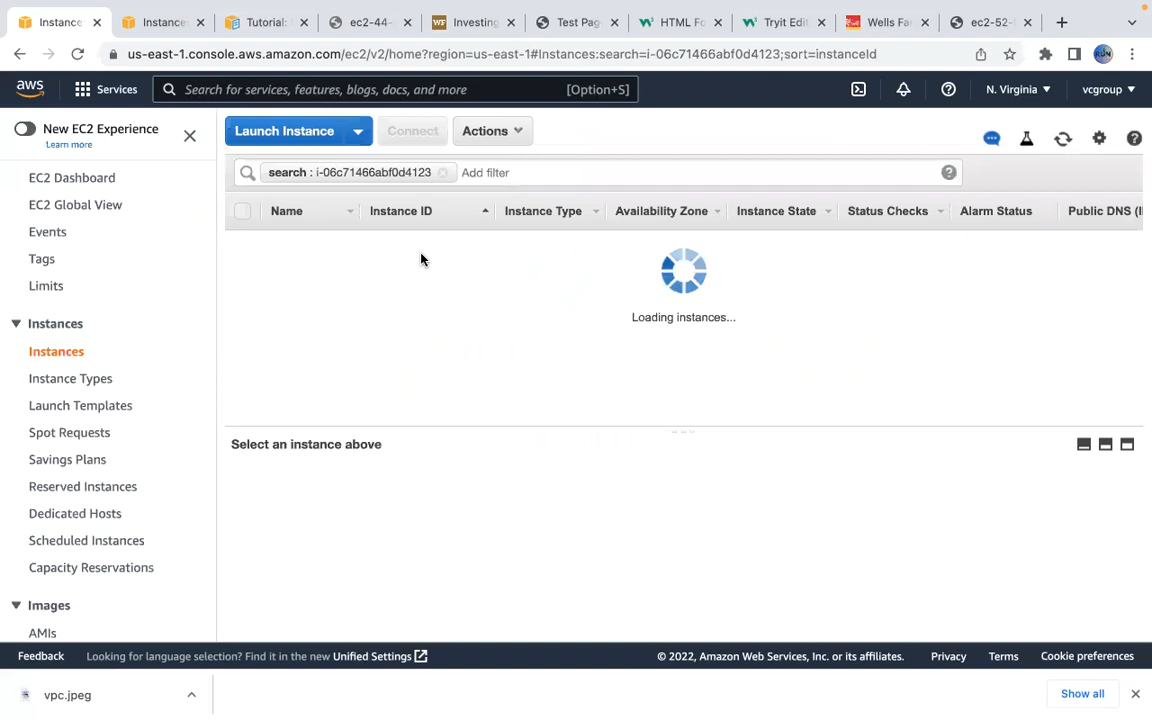 Instance
Instance
Tutorial:
ec2-44-
WF Investing
Test Pag
HTML Fo
Tryit Edit
Wells Fa
ec2-52-
us-east-1.console.aws.amazon.com/ec2/v2/home?region=us-east-1#Instances:search=i-06c71466abf0d4123;sort=instanceId
aws Services Search for services, features, blogs, docs, and more [Option+S] N. Virginia vcgroup
New EC2 Experience
Learn more
EC2 Dashboard
EC2 Global View
Events
Tags
Limits
Instances
Instances
Instance Types
Launch Templates
Spot Requests
Savings Plans
Reserved Instances
Dedicated Hosts
Scheduled Instances
Capacity Reservations
Images
AMIs
Launch Instance Connect Actions
search : i-06c71466abf0d4123 Add filter
Name Instance ID Instance Type Availability Zone Instance State Status Checks Alarm Status Public DNS (I
Loading instances...
Select an instance above
Feedback Looking for language selection? Find it in the new Unified Settings © 2022, Amazon Web Services, Inc. or its affiliates. Privacy Terms Cookie preferences
vpc.jpeg Show all